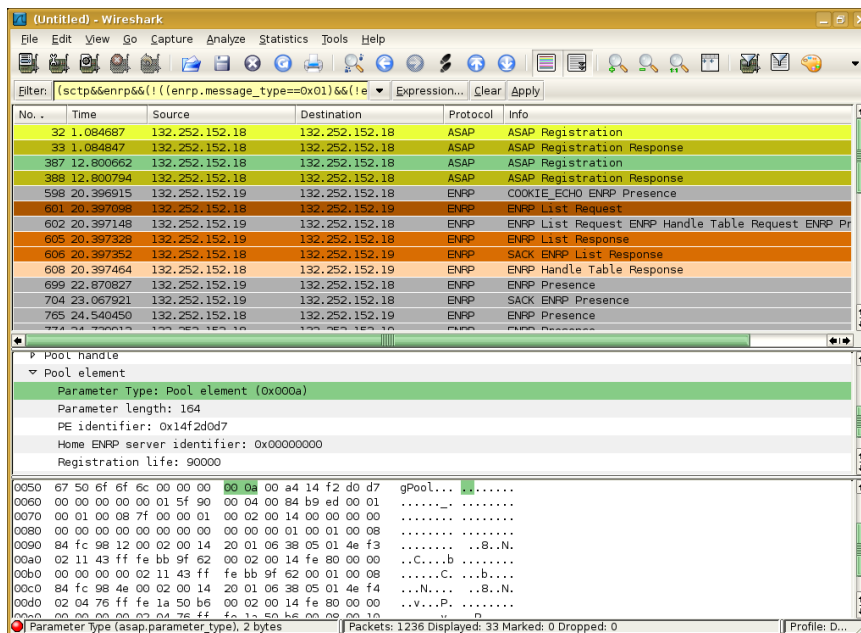 (Untitled) - Wireshark
File Edit View Go Capture Analyze Statistics Tools Help
Filter: (sctp&&enrp&&(!((enrp.message_type==0x01)&&(!e Expression... Clear Apply
No. . Time Source Destination Protocol Info
32 1.084687 132.252.152.18 132.252.152.18 ASAP ASAP Registration
33 1.084847 132.252.152.18 132.252.152.18 ASAP ASAP Registration Response
387 12.800662 132.252.152.18 132.252.152.18 ASAP ASAP Registration
388 12.800794 132.252.152.18 132.252.152.18 ASAP ASAP Registration Response
598 20.396915 132.252.152.19 132.252.152.18 ENRP COOKIE_ECHO ENRP Presence
601 20.397098 132.252.152.18 132.252.152.19 ENRP ENRP List Request
602 20.397148 132.252.152.19 132.252.152.18 ENRP ENRP List Request ENRP Handle Table Request ENRP Pr
605 20.397328 132.252.152.19 132.252.152.18 ENRP ENRP List Response
606 20.397352 132.252.152.18 132.252.152.19 ENRP SACK ENRP List Response
608 20.397464 132.252.152.18 132.252.152.19 ENRP ENRP Handle Table Response
699 22.870827 132.252.152.18 132.252.152.19 ENRP ENRP Presence
704 23.067921 132.252.152.19 132.252.152.18 ENRP SACK ENRP Presence
765 24.540450 132.252.152.18 132.252.152.19 ENRP ENRP Presence
Pool handle
Pool element
Parameter Type: Pool element (0x000a)
Parameter length: 164
PE identifier: 0x14f2d0d7
Home ENRP server identifier: 0x00000000
Registration life: 90000
0050 67 50 6f 6f 6c 00 00 00 00 0a 00 a4 14 f2 d0 d7 gPool... ........
0060 00 00 00 00 00 01 5f 90 00 04 00 84 b9 ed 00 01 ......_. ........
0070 00 01 00 08 7f 00 00 01 00 02 00 14 00 00 00 00 ........ ........
0080 00 00 00 00 00 00 00 00 00 00 00 01 00 01 00 08 ........ ........
0090 84 fc 98 12 00 02 00 14 20 01 06 38 05 01 4e f3 ........ ..8..N.
00a0 02 11 43 ff fe bb 9f 62 00 02 00 14 fe 80 00 00 ..C....b ........
00b0 00 00 00 00 02 11 43 ff fe bb 9f 62 00 01 00 08 ......C. ...b....
00c0 84 fc 98 4e 00 02 00 14 20 01 06 38 05 01 4e f4 ...N.... ..8..N.
00d0 02 04 76 ff fe 1a 50 b6 00 02 00 14 fe 80 00 00 ..v...P. ........
Parameter Type (asap.parameter_type), 2 bytes Packets: 1236 Displayed: 33 Marked: 0 Dropped: 0 Profile: D...